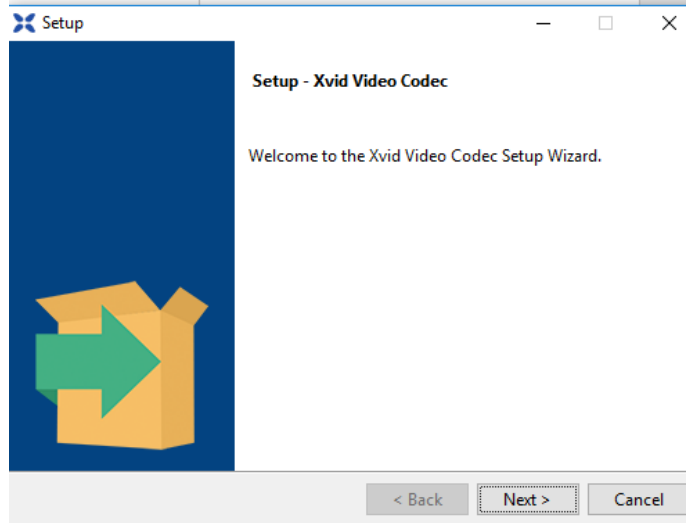 Setup
Setup - Xvid Video Codec
Welcome to the Xvid Video Codec Setup Wizard.
< Back Next > Cancel